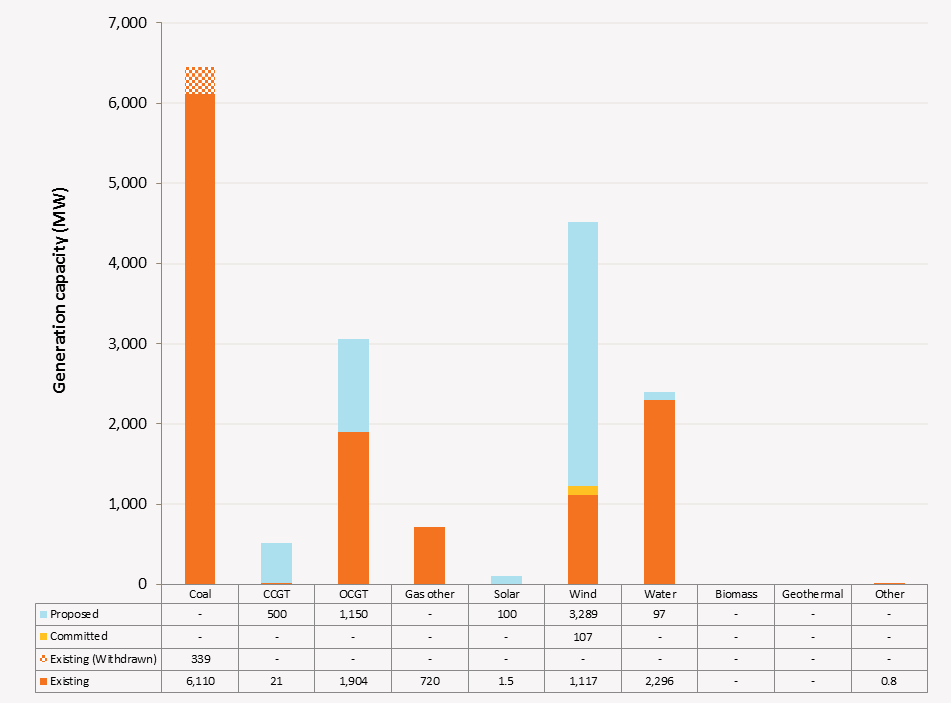 7,000
6,000
5,000
4,000
3,000
2,000
1,000
0
Generation capacity (MW)
Coal CCGT OCGT Gas other Solar Wind Water Biomass Geothermal Other
Proposed - 500 1,150 - 100 3,289 97 - - -
Committed - - - - - 107 - - - -
Existing (Withdrawn) 339 - - - - - - - - -
Existing 6,110 21 1,904 720 1.5 1,117 2,296 - - 0.8